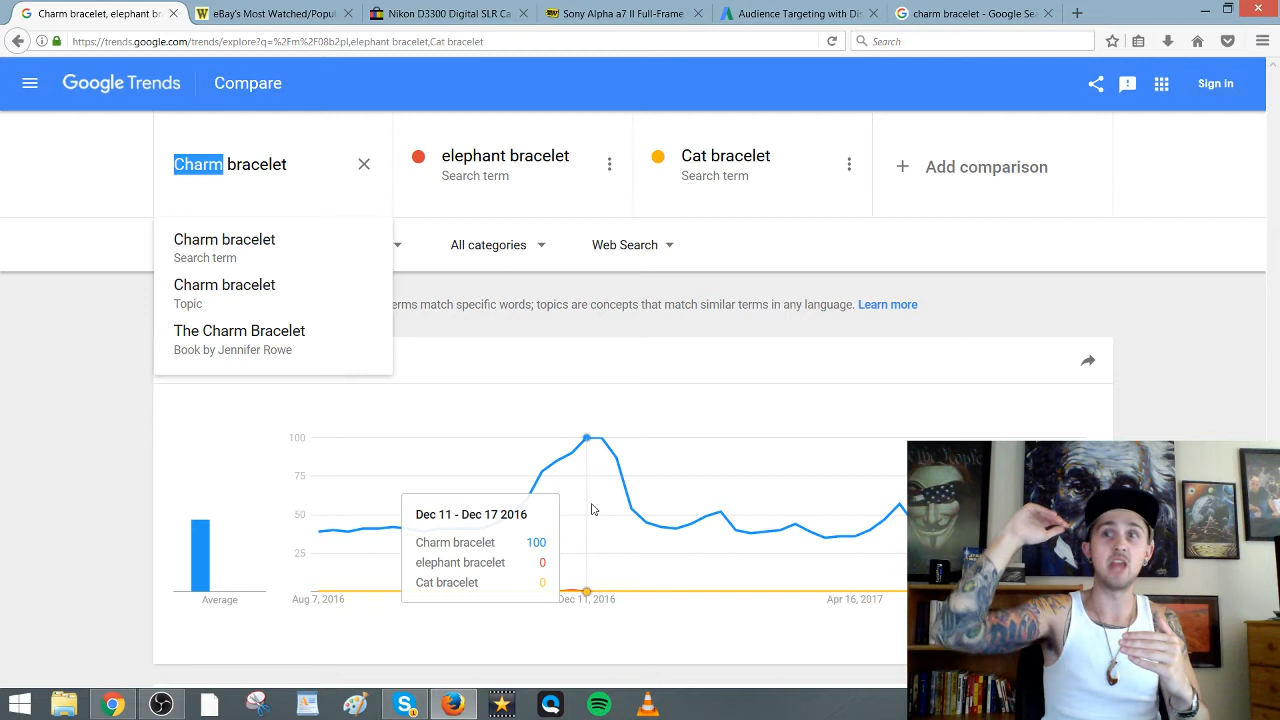 Charm bracelet, elephant br
eBay's Most Watched/Popul
Nikon D3300 Digital SLR Ca
Sony Alpha a7 II Full-Frame
Audience Targeting with Dis
charm bracelet - Google Sea
https://trends.google.com/trends/explore?q=%2Fm%2F08b2pl,elephant bracelet,Cat bracelet
Search
Google Trends
Compare
Sign in
Charm bracelet
elephant bracelet
Search term
Cat bracelet
Search term
+ Add comparison
Charm bracelet
Search term
Charm bracelet
Topic
The Charm Bracelet
Book by Jennifer Rowe
All categories
Web Search
erms match specific words; topics are concepts that match similar terms in any language. Learn more
100
75
50
25
Average
Dec 11 - Dec 17 2016
Charm bracelet 100
elephant bracelet 0
Cat bracelet 0
Aug 7, 2016
Dec 11, 2016
Apr 16, 2017